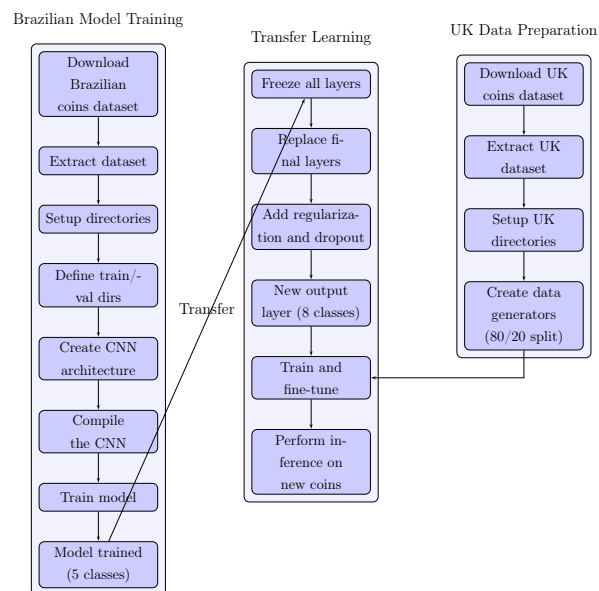 Brazilian Model Training
Download
Brazilian
coins dataset
Extract dataset
Setup directories
Define train/-
val dirs
Create CNN
architecture
Compile
the CNN
Train model
Model trained
(5 classes)
Transfer
Transfer Learning
Freeze all layers
Replace fi-
nal layers
Add regulariza-
tion and dropout
New output
layer (8 classes)
Train and
fine-tune
Perform in-
ference on
new coins
UK Data Preparation
Download UK
coins dataset
Extract UK
dataset
Setup UK
directories
Create data
generators
(80/20 split)